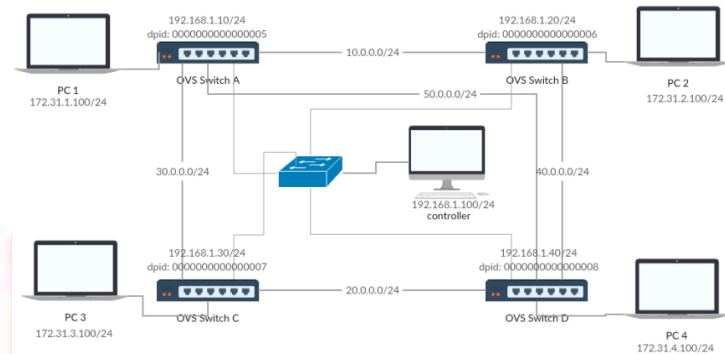 192.168.1.10/24
dpid: 0000000000000005
OVS Switch A
192.168.1.20/24
dpid: 0000000000000006
OVS Switch B
10.0.0.0/24
PC 1
172.31.1.100/24
PC 2
172.31.2.100/24
50.0.0.0/24
30.0.0.0/24
40.0.0.0/24
192.168.1.100/24
controller
192.168.1.30/24
dpid: 0000000000000007
OVS Switch C
192.168.1.40/24
dpid: 0000000000000008
OVS Switch D
20.0.0.0/24
PC 3
172.31.3.100/24
PC 4
172.31.4.100/24